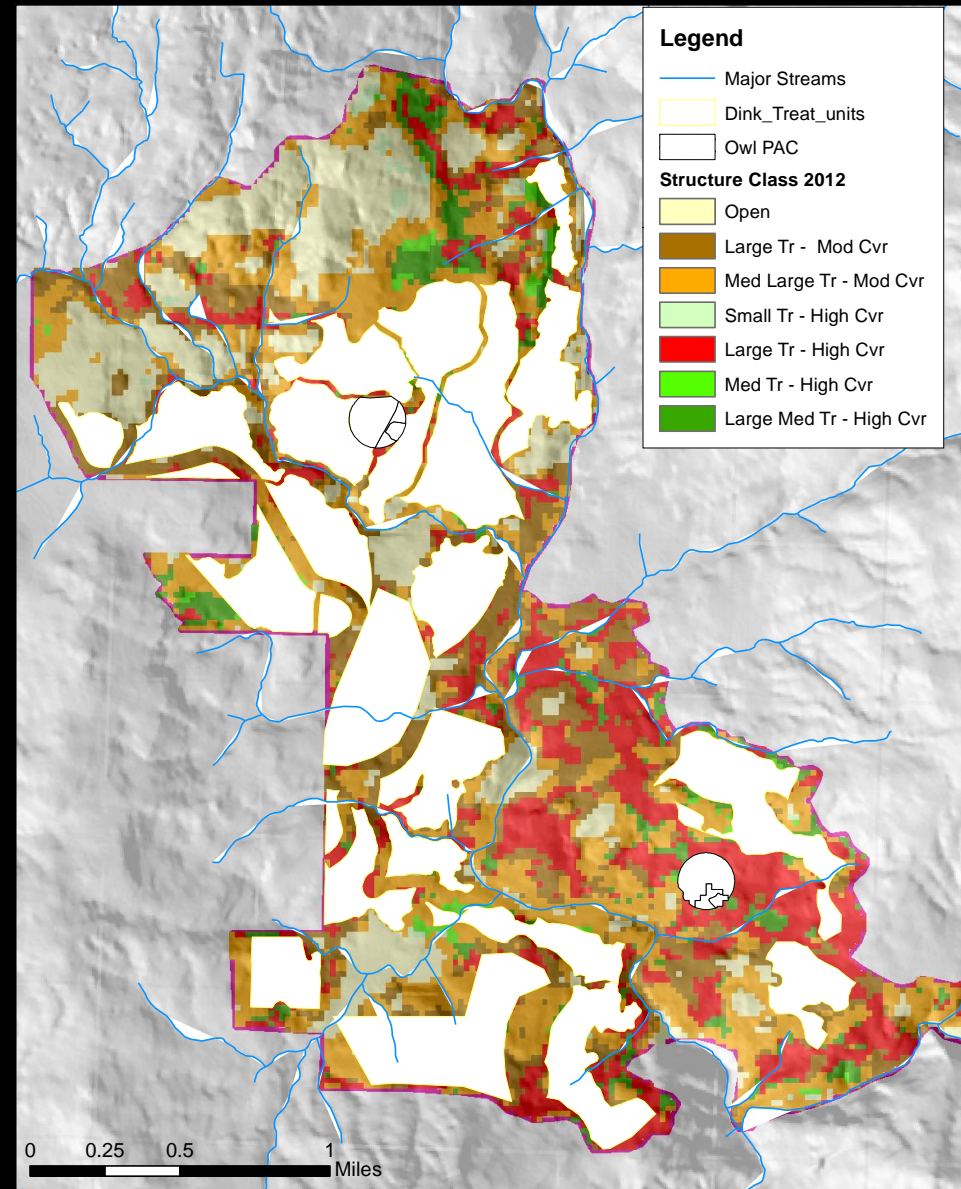 Legend
Major Streams
Dink_Treat_units
Owl PAC
Structure Class 2012
Open
Large Tr -  Mod Cvr
Med Large Tr - Mod Cvr
Small Tr - High Cvr
Large Tr - High Cvr
Med Tr - High Cvr
Large Med Tr - High Cvr
0 0.25 0.5 1
Miles